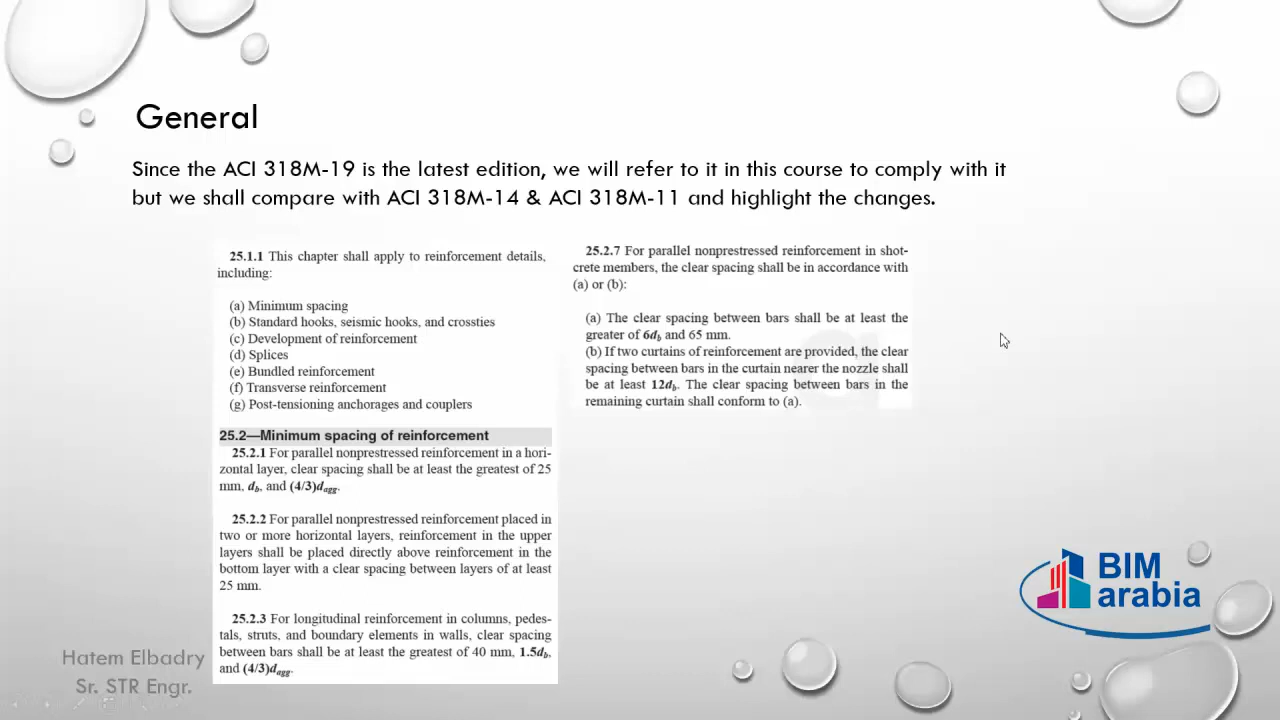 General
Since the ACI 318M-19 is the latest edition, we will refer to it in this course to comply with it
but we shall compare with ACI 318M-14 & ACI 318M-11 and highlight the changes.
25.1.1 This chapter shall apply to reinforcement details,
including:
(a) Minimum spacing
(b) Standard hooks, seismic hooks, and crossties
(c) Development of reinforcement
(d) Splices
(e) Bundled reinforcement
(f) Transverse reinforcement
(g) Post-tensioning anchorages and couplers
25.2—Minimum spacing of reinforcement
25.2.1 For parallel nonprestressed reinforcement in a hori-
zontal layer, clear spacing shall be at least the greatest of 25
mm, db, and (4/3)dagg.
25.2.2 For parallel nonprestressed reinforcement placed in
two or more horizontal layers, reinforcement in the upper
layers shall be placed directly above reinforcement in the
bottom layer with a clear spacing between layers of at least
25 mm.
25.2.3 For longitudinal reinforcement in columns, pedes-
tals, struts, and boundary elements in walls, clear spacing
between bars shall be at least the greatest of 40 mm, 1.5db,
and (4/3)dagg.
25.2.7 For parallel nonprestressed reinforcement in shot-
crete members, the clear spacing shall be in accordance with
(a) or (b):
(a) The clear spacing between bars shall be at least the
greater of 6db and 65 mm.
(b) If two curtains of reinforcement are provided, the clear
spacing between bars in the curtain nearer the nozzle shall
be at least 12db. The clear spacing between bars in the
remaining curtain shall conform to (a).
BIM
arabia
Hatem Elbadry
Sr. STR Engr.